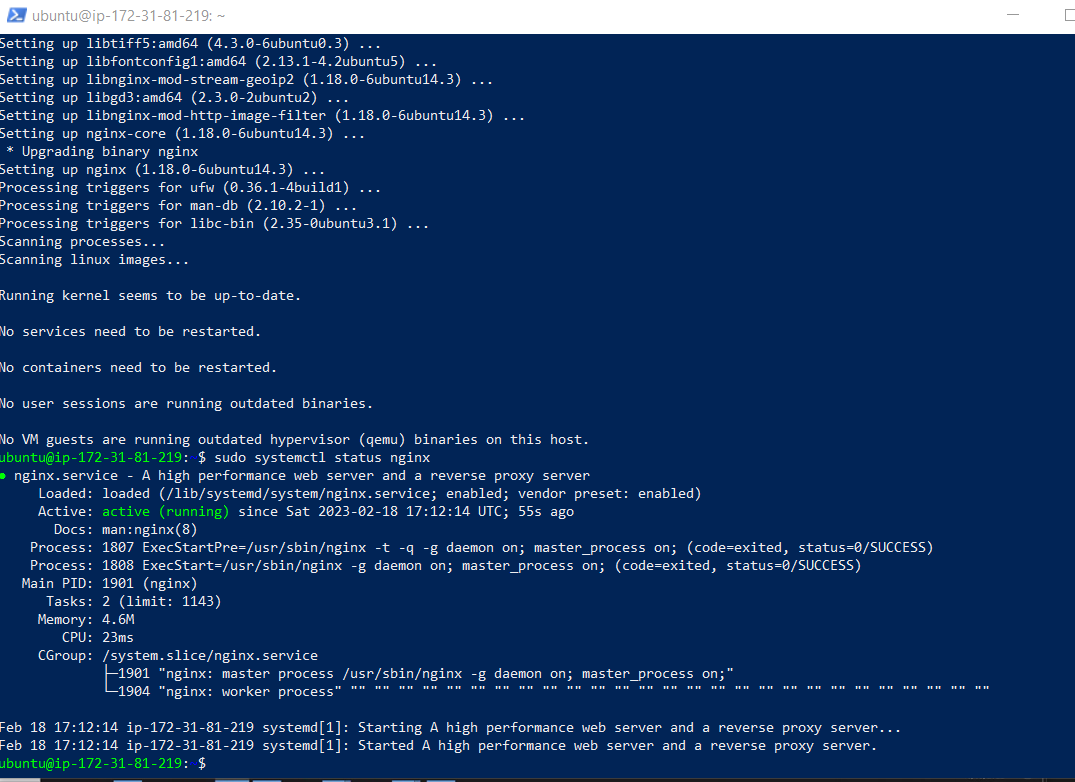 ubuntu@ip-172-31-81-219: ~
Setting up libtiff5:amd64 (4.3.0-6ubuntu0.3) ...
Setting up libfontconfig1:amd64 (2.13.1-4.2ubuntu5) ...
Setting up libnginx-mod-stream-geoip2 (1.18.0-6ubuntu14.3) ...
Setting up libgd3:amd64 (2.3.0-2ubuntu2) ...
Setting up libnginx-mod-http-image-filter (1.18.0-6ubuntu14.3) ...
Setting up nginx-core (1.18.0-6ubuntu14.3) ...
 * Upgrading binary nginx
Setting up nginx (1.18.0-6ubuntu14.3) ...
Processing triggers for ufw (0.36.1-4build1) ...
Processing triggers for man-db (2.10.2-1) ...
Processing triggers for libc-bin (2.35-0ubuntu3.1) ...
Scanning processes...
Scanning linux images...
Running kernel seems to be up-to-date.
No services need to be restarted.
No containers need to be restarted.
No user sessions are running outdated binaries.
No VM guests are running outdated hypervisor (qemu) binaries on this host.
ubuntu@ip-172-31-81-219: $ sudo systemctl status nginx
● nginx.service - A high performance web server and a reverse proxy server
     Loaded: loaded (/lib/systemd/system/nginx.service; enabled; vendor preset: enabled)
     Active: active (running) since Sat 2023-02-18 17:12:14 UTC; 55s ago
       Docs: man:nginx(8)
    Process: 1807 ExecStartPre=/usr/sbin/nginx -t -q -g daemon on; master_process on; (code=exited, status=0/SUCCESS)
    Process: 1808 ExecStart=/usr/sbin/nginx -g daemon on; master_process on; (code=exited, status=0/SUCCESS)
   Main PID: 1901 (nginx)
      Tasks: 2 (limit: 1143)
     Memory: 4.6M
        CPU: 23ms
     CGroup: /system.slice/nginx.service
             ├─1901 "nginx: master process /usr/sbin/nginx -g daemon on; master_process on;"
             └─1904 "nginx: worker process" "" "" "" "" "" "" "" "" "" "" "" "" "" "" "" "" "" "" "" "" "" "" "" "" "" "" ""
Feb 18 17:12:14 ip-172-31-81-219 systemd[1]: Starting A high performance web server and a reverse proxy server...
Feb 18 17:12:14 ip-172-31-81-219 systemd[1]: Started A high performance web server and a reverse proxy server.
ubuntu@ip-172-31-81-219: $